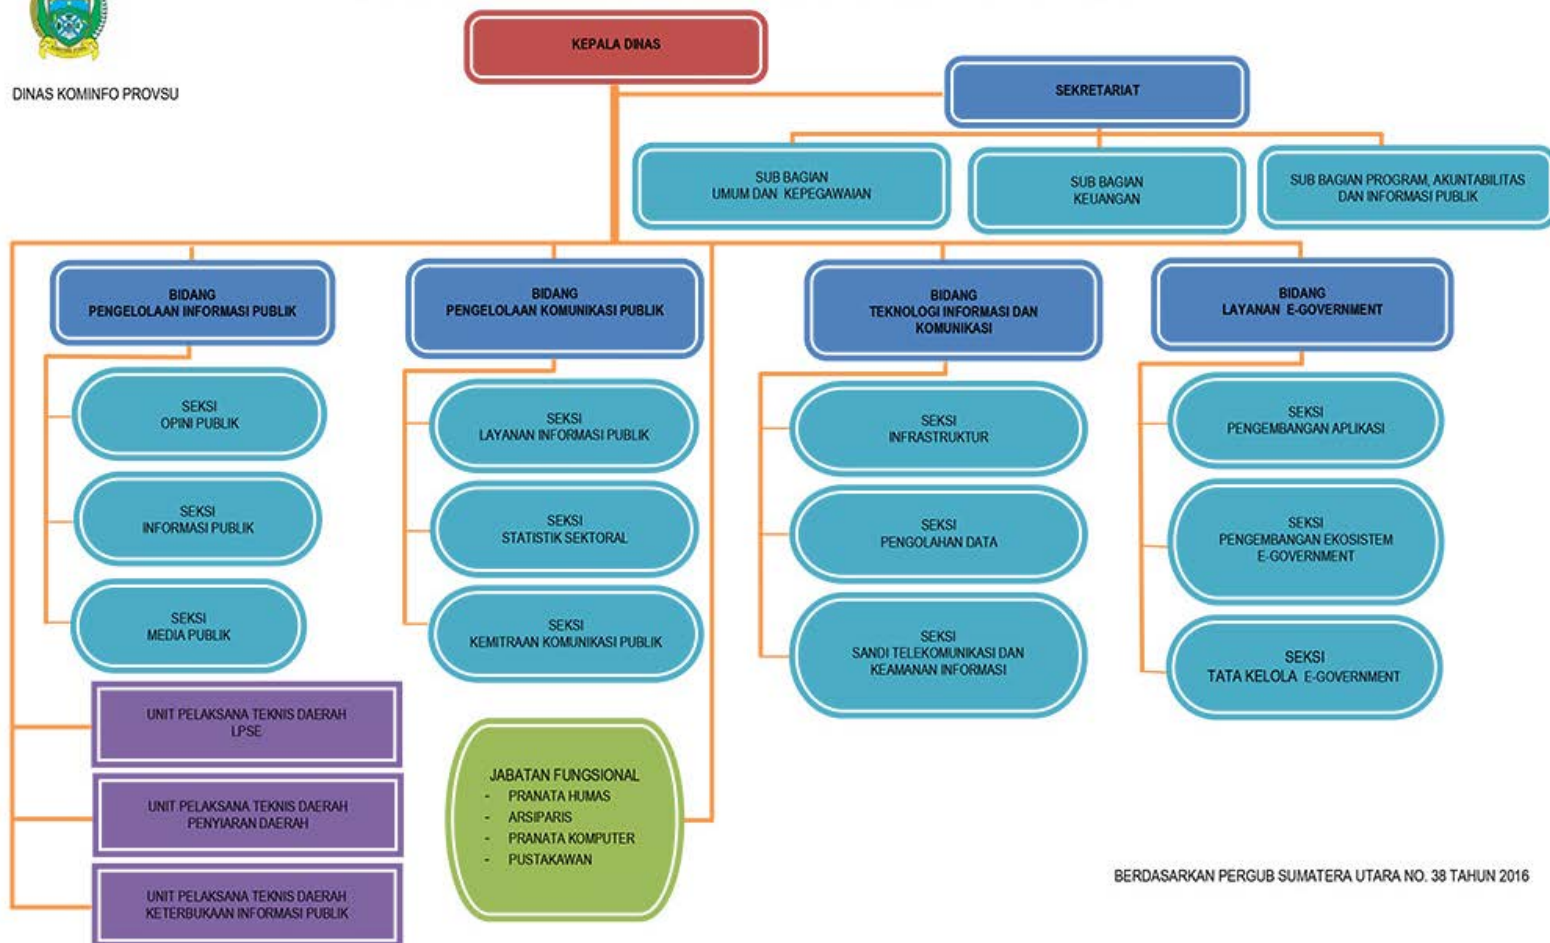 DINAS KOMINFO PROVSU
KEPALA DINAS
SEKRETARIAT
SUB BAGIAN
UMUM DAN KEPEGAWAIAN
SUB BAGIAN
KEUANGAN
SUB BAGIAN PROGRAM, AKUNTABILITAS
DAN INFORMASI PUBLIK
BIDANG
PENGELOLAAN INFORMASI PUBLIK
SEKSI
OPINI PUBLIK
SEKSI
INFORMASI PUBLIK
SEKSI
MEDIA PUBLIK
BIDANG
PENGELOLAAN KOMUNIKASI PUBLIK
SEKSI
LAYANAN INFORMASI PUBLIK
SEKSI
STATISTIK SEKTORAL
SEKSI
KEMITRAAN KOMUNIKASI PUBLIK
BIDANG
TEKNOLOGI INFORMASI DAN
KOMUNIKASI
SEKSI
INFRASTRUKTUR
SEKSI
PENGOLAHAN DATA
SEKSI
SANDI TELEKOMUNIKASI DAN
KEAMANAN INFORMASI
BIDANG
LAYANAN E-GOVERNMENT
SEKSI
PENGEMBANGAN APLIKASI
SEKSI
PENGEMBANGAN EKOSISTEM
E-GOVERNMENT
SEKSI
TATA KELOLA E-GOVERNMENT
UNIT PELAKSANA TEKNIS DAERAH
LPSE
UNIT PELAKSANA TEKNIS DAERAH
PENYIARAN DAERAH
UNIT PELAKSANA TEKNIS DAERAH
KETERBUKAAN INFORMASI PUBLIK
JABATAN FUNGSIONAL
- PRANATA HUMAS
- ARSIPARIS
- PRANATA KOMPUTER
- PUSTAKAWAN
BERDASARKAN PERGUB SUMATERA UTARA NO. 38 TAHUN 2016